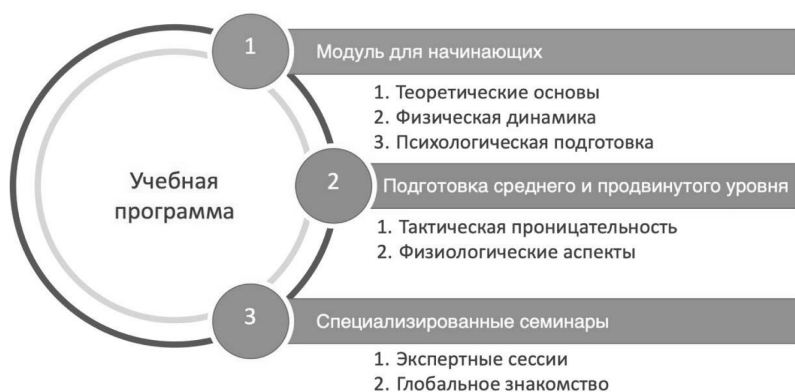 1
Модуль для начинающих
1. Теоретические основы
2. Физическая динамика
3. Психологическая подготовка
Учебная
программа
2
Подготовка среднего и продвинутого уровня
1. Тактическая проницательность
2. Физиологические аспекты
3
Специализированные семинары
1. Экспертные сессии
2. Глобальное знакомство